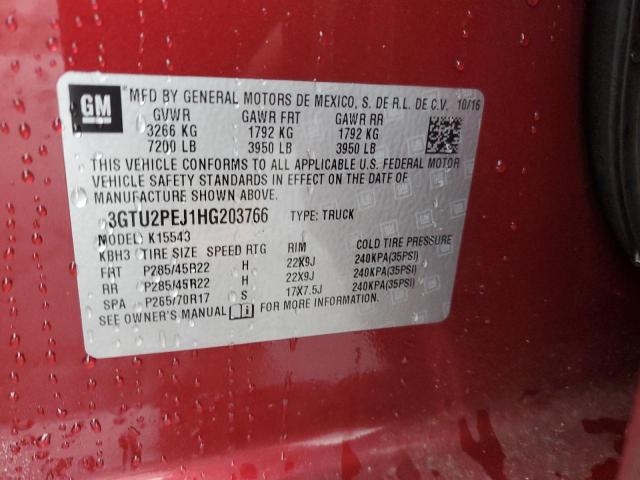 GM MFD BY GENERAL MOTORS DE MEXICO, S. DE R.L. DE C.V. 10/16
GVWR GAWR FRT GAWR RR
3266 KG 1792 KG 1792 KG
7200 LB 3950 LB 3950 LB
THIS VEHICLE CONFORMS TO ALL APPLICABLE U.S. FEDERAL MOTOR
VEHICLE SAFETY STANDARDS IN EFFECT ON THE DATE OF
MANUFACTURE SHOWN ABOVE.
3GTU2PEJ1HG203766 TYPE: TRUCK
MODEL: K15543
KBH3 TIRE SIZE SPEED RTG RIM COLD TIRE PRESSURE
FRT P285/45R22 H 22X9J 240KPA(35PSI)
RR P285/45R22 H 22X9J 240KPA(35PSI)
SPA P265/70R17 S 17X7.5J 240KPA(35PSI)
SEE OWNER'S MANUAL FOR MORE INFORMATION.